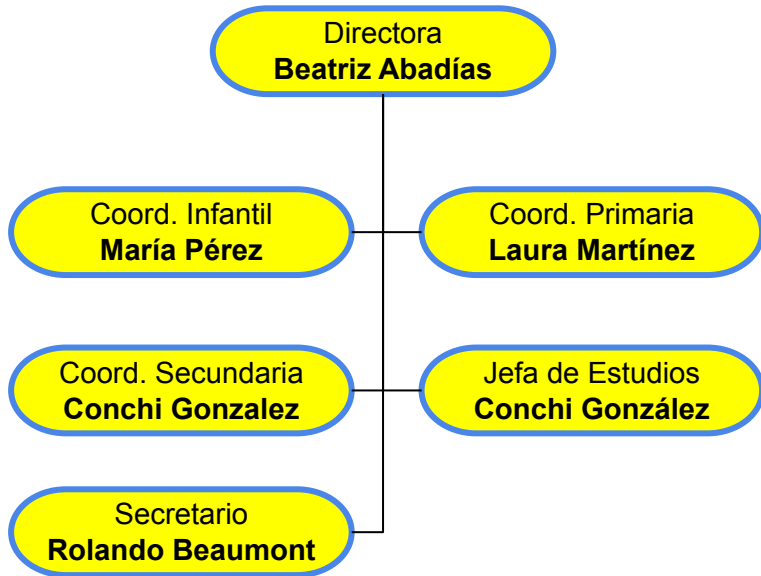 Directora
Beatriz Abadías
Coord. Infantil
María Pérez
Coord. Primaria
Laura Martínez
Coord. Secundaria
Conchi Gonzalez
Jefa de Estudios
Conchi González
Secretario
Rolando Beaumont